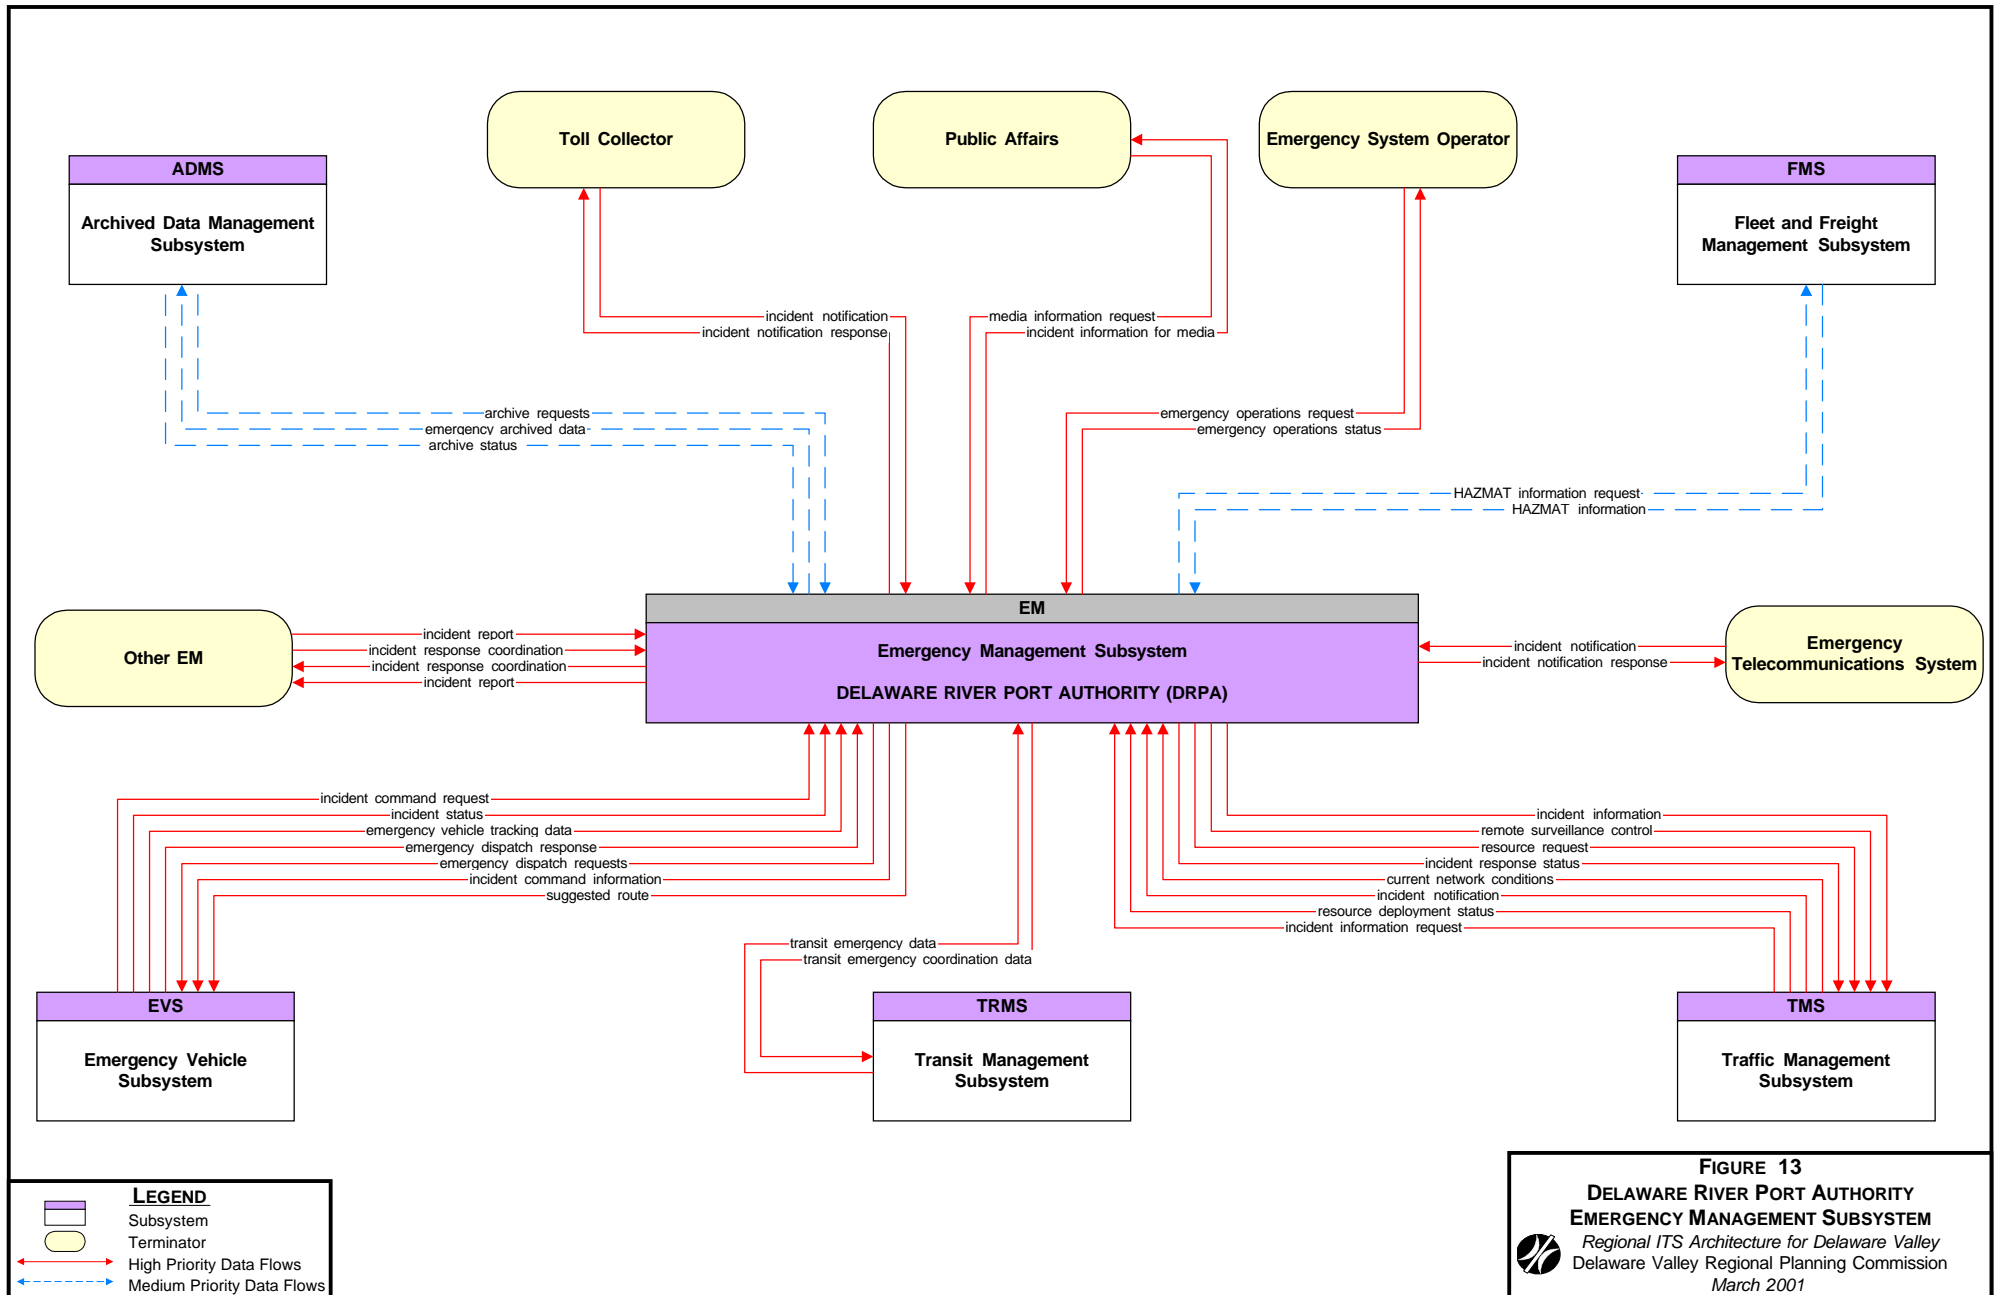 Toll Collector
Public Affairs
Emergency System Operator
ADMS
Archived Data Management
Subsystem
FMS
Fleet and Freight
Management Subsystem
incident notification
incident notification response
media information request
incident information for media
archive requests
emergency archived data
archive status
emergency operations request
emergency operations status
HAZMAT information request
HAZMAT information
EM
Emergency Management Subsystem
DELAWARE RIVER PORT AUTHORITY (DRPA)
Other EM
incident report
incident response coordination
incident response coordination
incident report
incident notification
incident notification response
Emergency
Telecommunications System
incident command request
incident status
emergency vehicle tracking data
emergency dispatch response
emergency dispatch requests
incident command information
suggested route
incident information
remote surveillance control
resource request
incident response status
current network conditions
incident notification
resource deployment status
incident information request
transit emergency data
transit emergency coordination data
EVS
Emergency Vehicle
Subsystem
TRMS
Transit Management
Subsystem
TMS
Traffic Management
Subsystem
LEGEND
Subsystem
Terminator
High Priority Data Flows
Medium Priority Data Flows
FIGURE 13
DELAWARE RIVER PORT AUTHORITY
EMERGENCY MANAGEMENT SUBSYSTEM
Regional ITS Architecture for Delaware Valley
Delaware Valley Regional Planning Commission
March 2001